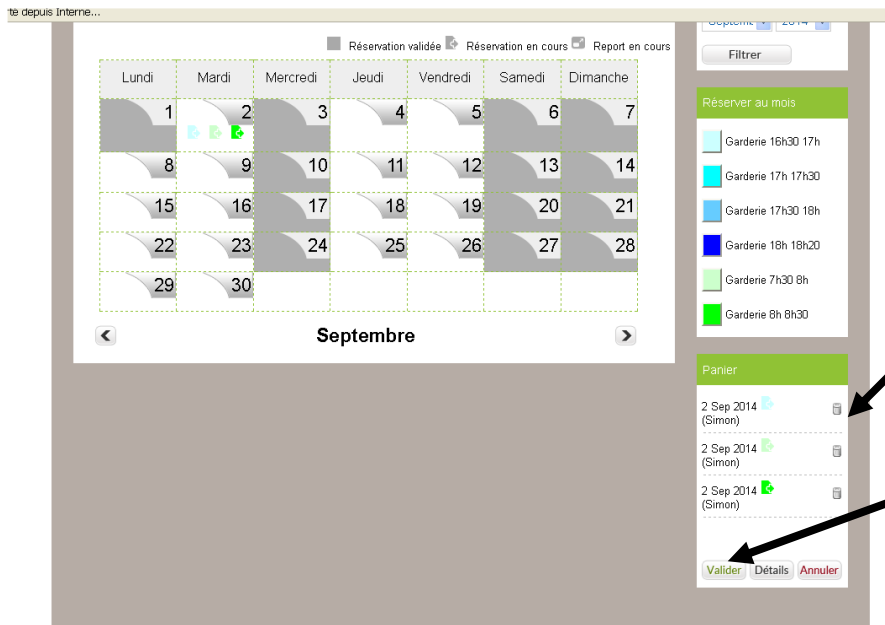 té depuis Interne...
Septemb 2014
Réservation validée Réservation en cours Report en cours
Filtrer
Lundi Mardi Mercredi Jeudi Vendredi Samedi Dimanche
1 2 3 4 5 6 7
8 9 10 11 12 13 14
15 16 17 18 19 20 21
22 23 24 25 26 27 28
29 30
Septembre
Réserver au mois
Garderie 16h30 17h
Garderie 17h 17h30
Garderie 17h30 18h
Garderie 18h 18h20
Garderie 7h30 8h
Garderie 8h 8h30
Panier
2 Sep 2014
(Simon)
2 Sep 2014
(Simon)
2 Sep 2014
(Simon)
Valider Détails Annuler